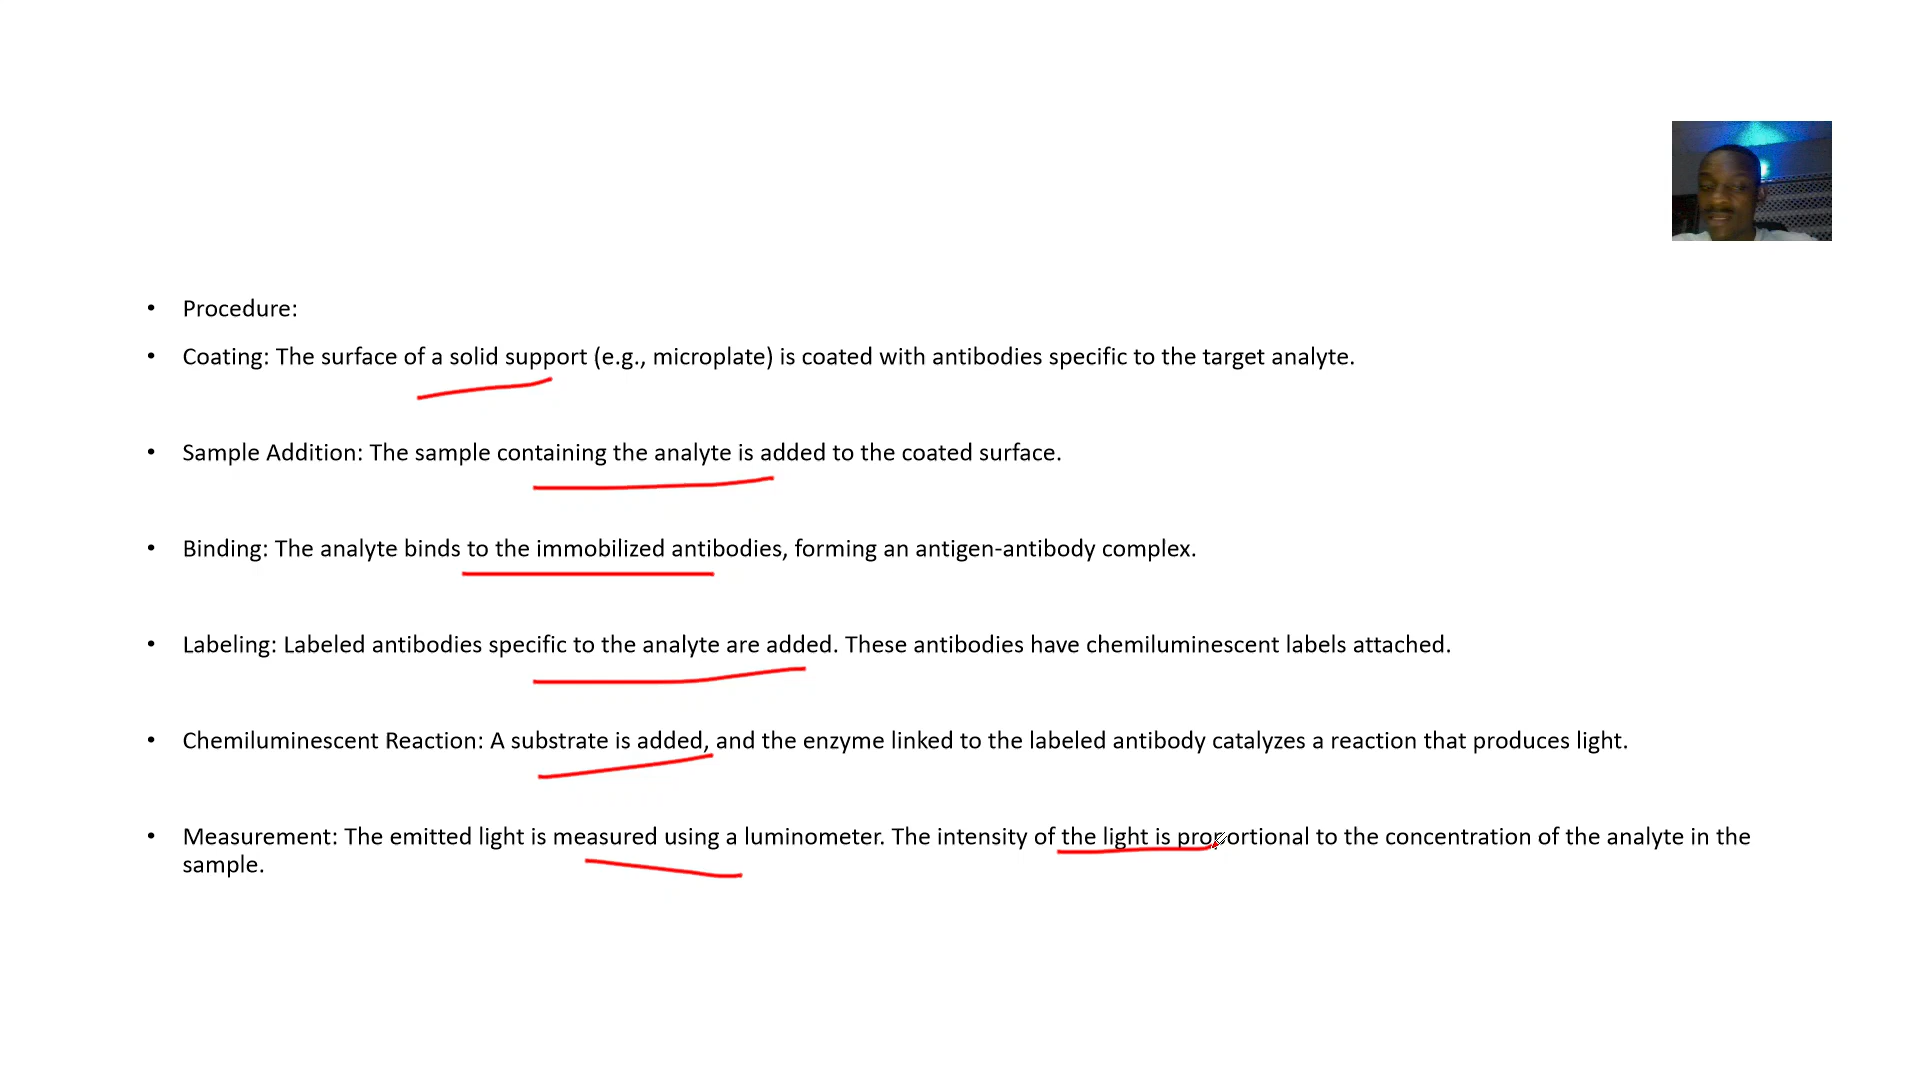 • Procedure:
• Coating: The surface of a solid support (e.g., microplate) is coated with antibodies specific to the target analyte.
• Sample Addition: The sample containing the analyte is added to the coated surface.
• Binding: The analyte binds to the immobilized antibodies, forming an antigen-antibody complex.
• Labeling: Labeled antibodies specific to the analyte are added. These antibodies have chemiluminescent labels attached.
• Chemiluminescent Reaction: A substrate is added, and the enzyme linked to the labeled antibody catalyzes a reaction that produces light.
• Measurement: The emitted light is measured using a luminometer. The intensity of the light is proportional to the concentration of the analyte in the
sample.